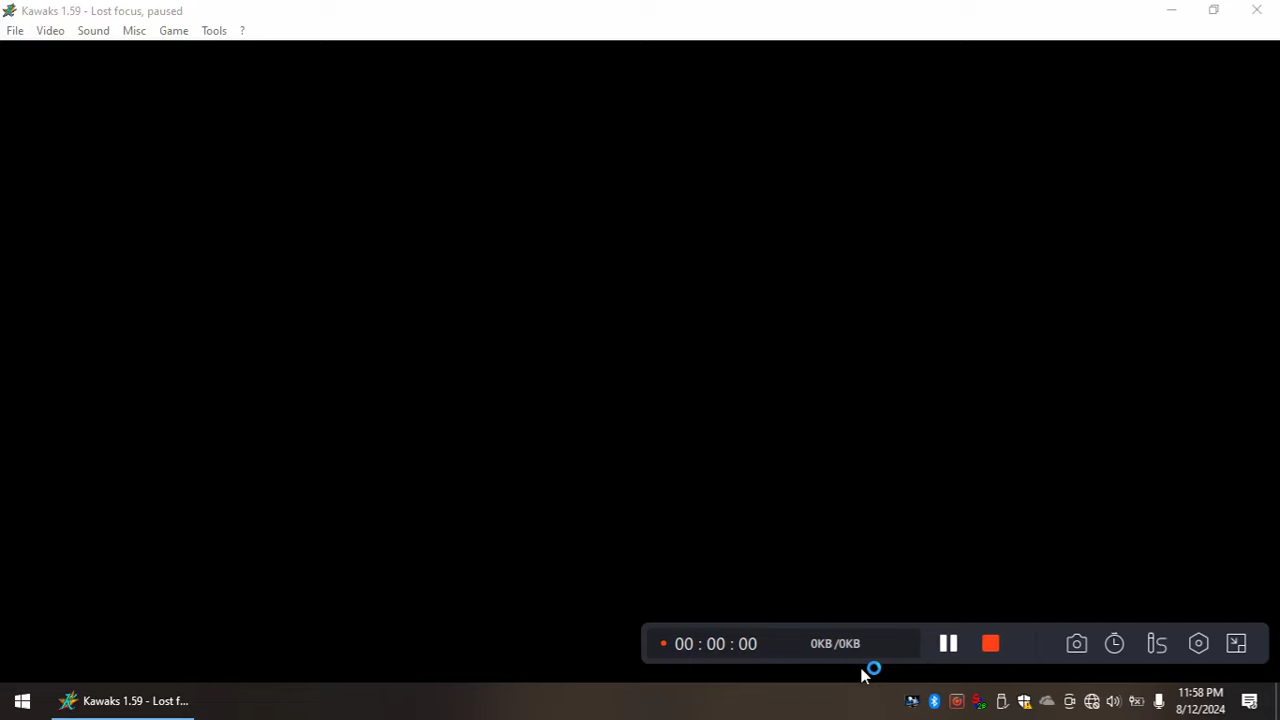 Kawaks 1.59 - Lost focus, paused
File Video Sound Misc Game Tools ?
00 : 00 : 00 0KB /0KB
Kawaks 1.59 - Lost f...
11:58 PM
8/12/2024